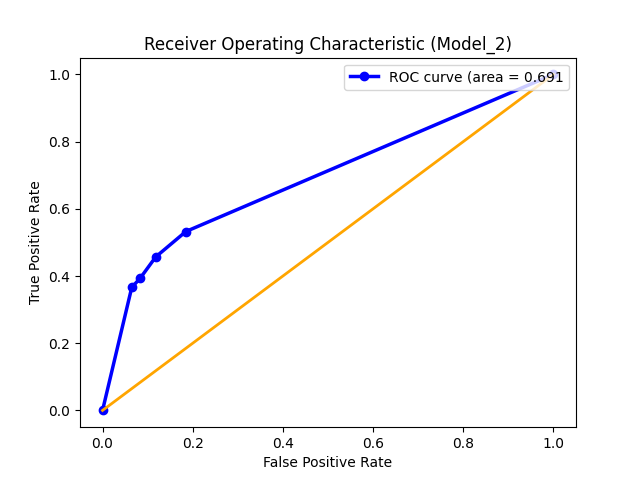 Receiver Operating Characteristic (Model_2)
ROC curve (area = 0.691
1.0
0.8
0.6
0.4
0.2
0.0
True Positive Rate
0.0 0.2 0.4 0.6 0.8 1.0
False Positive Rate